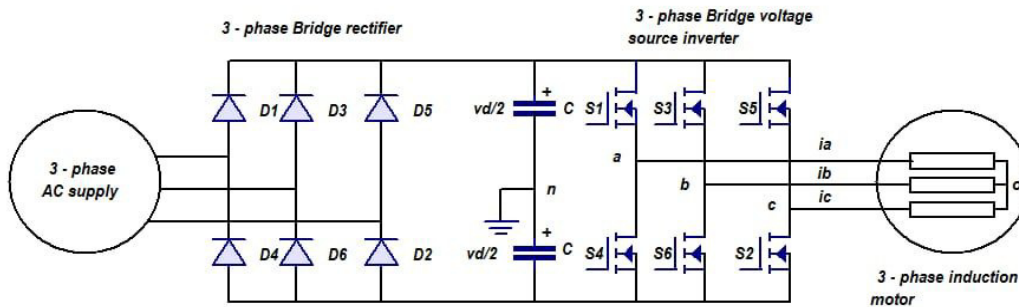 3 - phase Bridge rectifier
3 - phase Bridge voltage
source inverter
D1
D3
D5
vd/2
+
C
S1
S3
S5
3 - phase
AC supply
a
ia
n
b
ib
o
c
ic
D4
D6
D2
vd/2
+
C
S4
S6
S2
3 - phase induction
motor